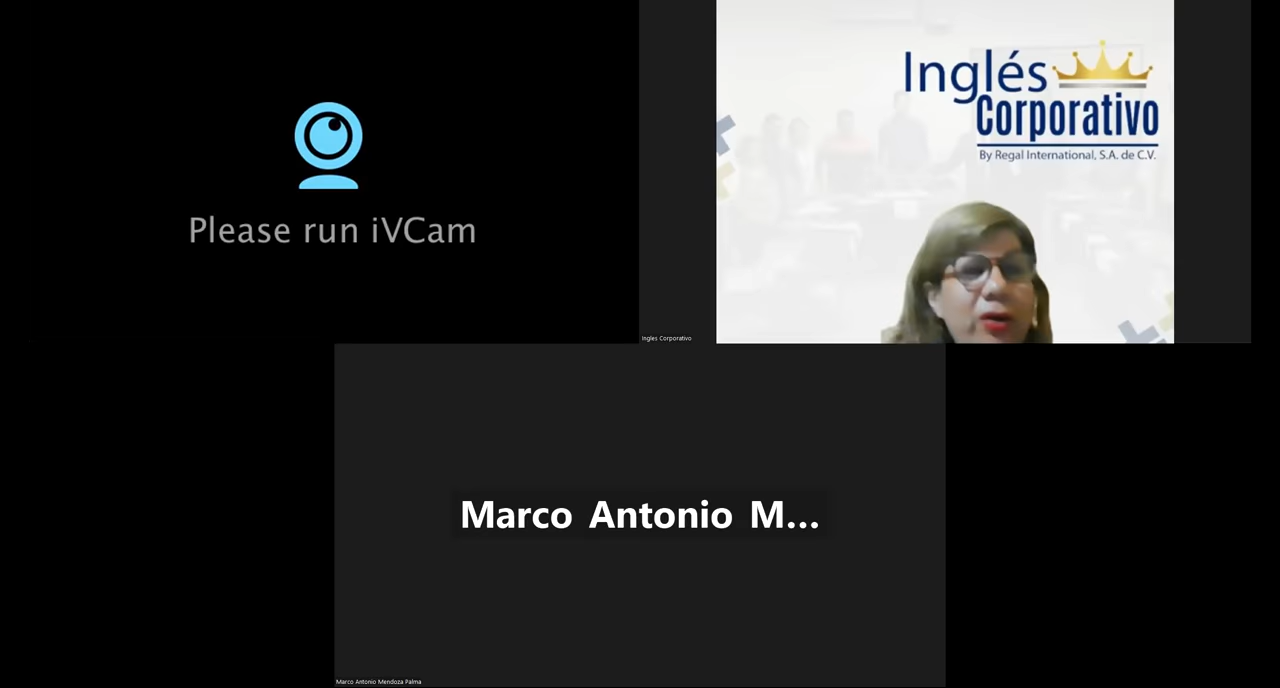 Please run iVCam
Inglés
Corporativo
By Regal International, S.A. de C.V.
Ingles Corporativo
Marco Antonio M...
Marco Antonio Mendoza Palma